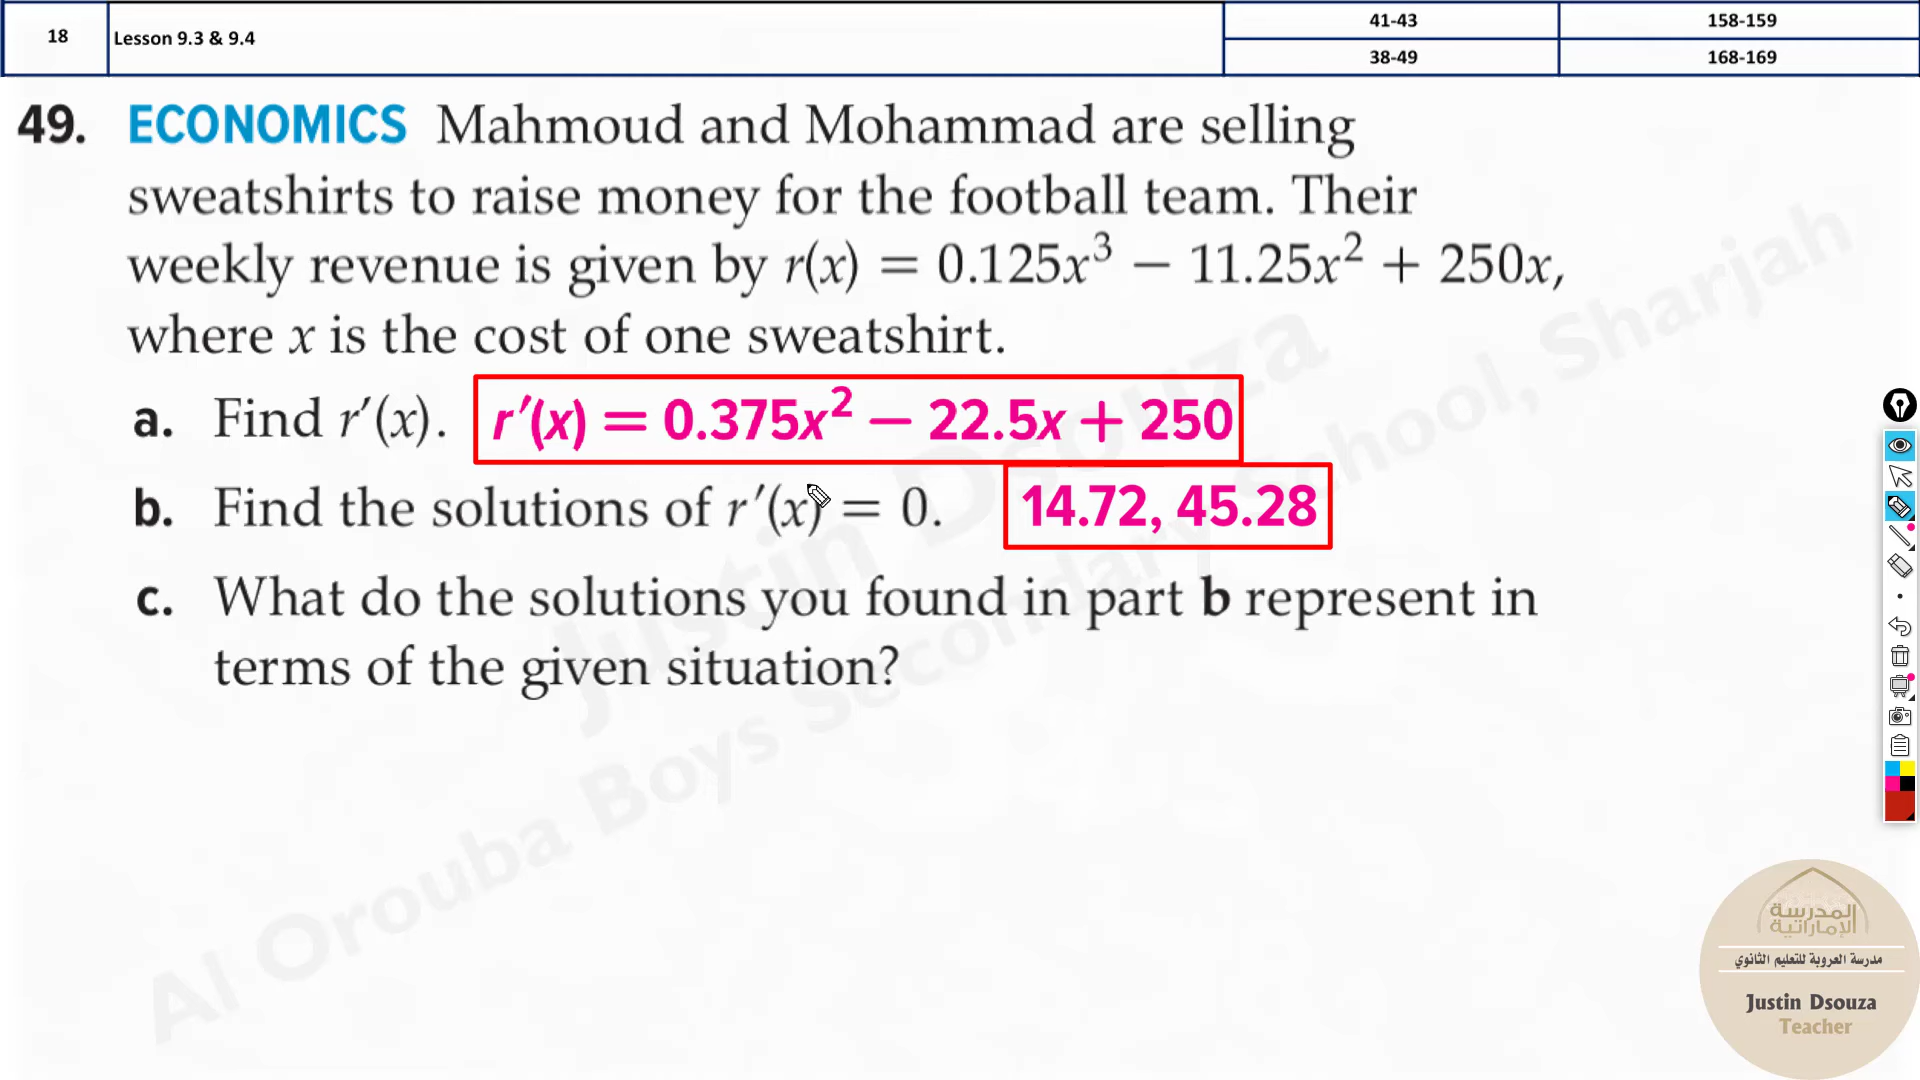 18 Lesson 9.3 & 9.4 41-43 158-159
38-49 168-169
49. ECONOMICS Mahmoud and Mohammad are selling
sweatshirts to raise money for the football team. Their
weekly revenue is given by r(x) = 0.125x³ − 11.25x² + 250x,
where x is the cost of one sweatshirt.
a. Find r′(x). r′(x) = 0.375x² − 22.5x + 250
b. Find the solutions of r′(x) = 0. 14.72, 45.28
c. What do the solutions you found in part b represent in
terms of the given situation?
Justin Dsouza
Al Orouba Boys Secondary School, Sharjah
المدرسة
الإماراتية
مدرسة العروبة للتعليم الثانوي
Justin Dsouza
Teacher